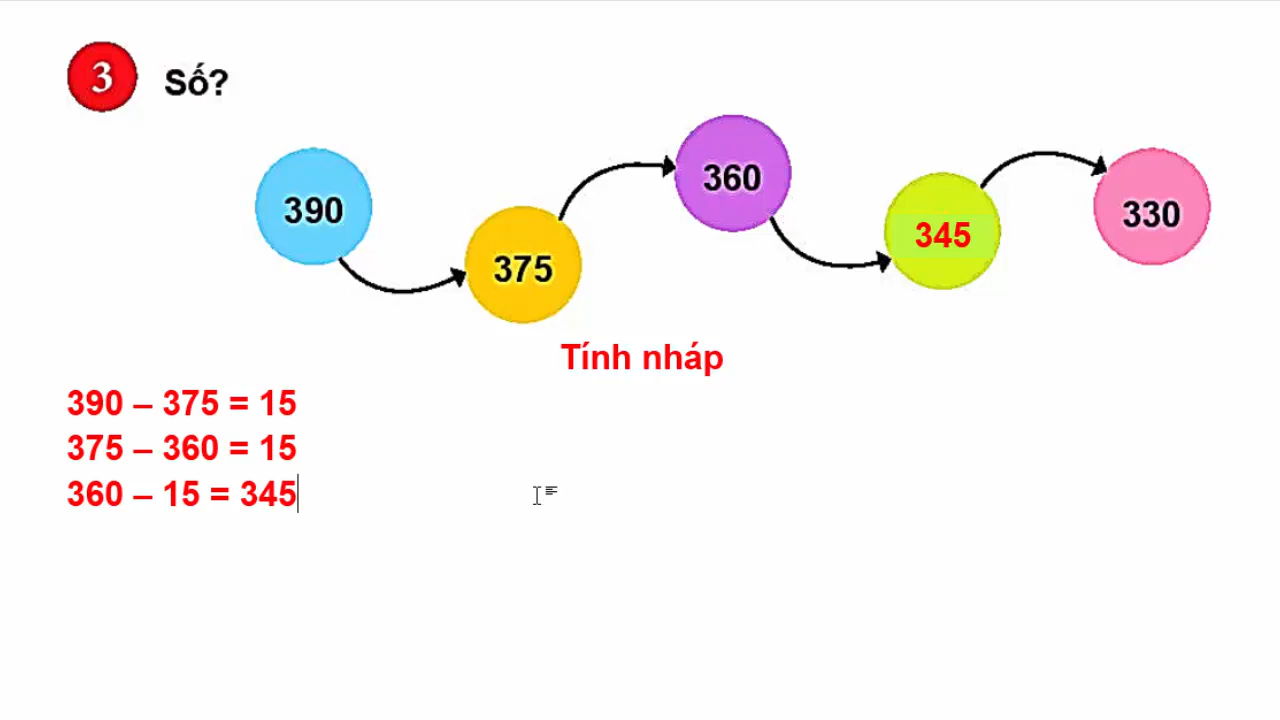 3 Số?
390 375 360 345 330
Tính nháp
390 – 375 = 15
375 – 360 = 15
360 – 15 = 345